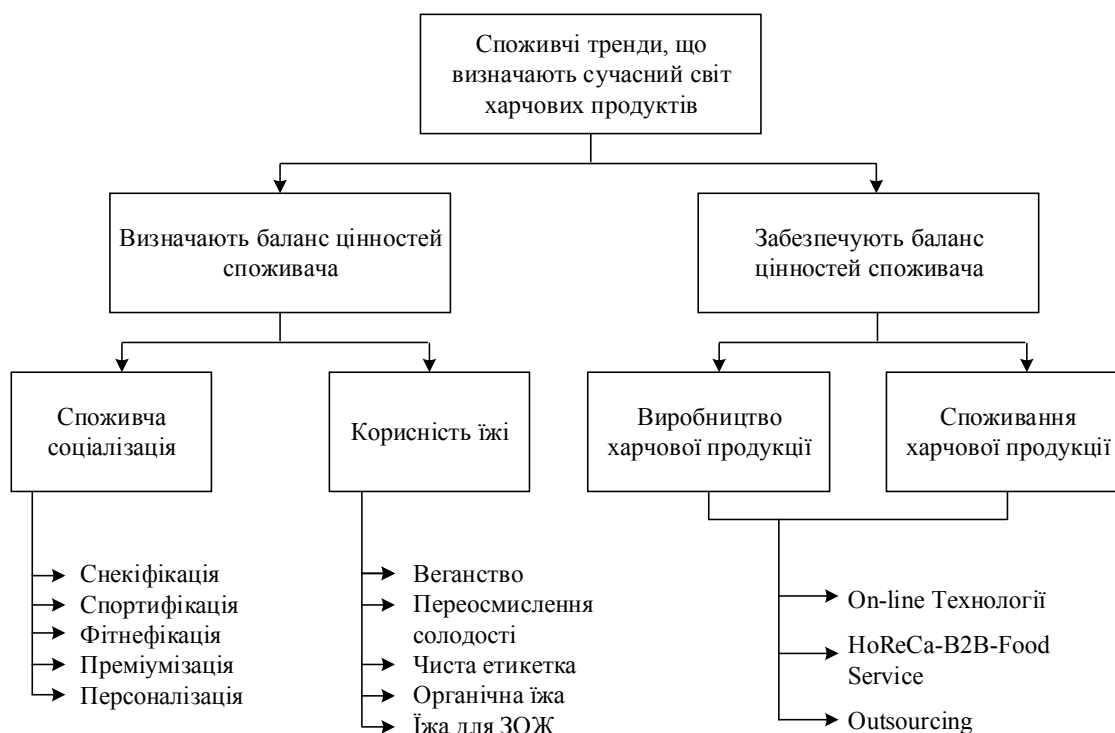 Споживчі тренди, що
визначають сучасний світ
харчових продуктів
Визначають баланс цінностей
споживача
Забезпечують баланс
цінностей споживача
Споживча
соціалізація
Корисність їжі
Виробництво
харчової продукції
Споживання
харчової продукції
Снекіфікація
Спортифікація
Фітнефікація
Преміумізація
Персоналізація
Веганство
Переосмислення
солодості
Чиста етикетка
Органічна їжа
Їжа для ЗОЖ
On-line Технології
HoReCa-B2B-Food
Service
Outsourcing